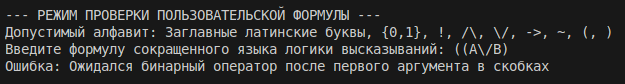 --- РЕЖИМ ПРОВЕРКИ ПОЛЬЗОВАТЕЛЬСКОЙ ФОРМУЛЫ ---
Допустимый алфавит: Заглавные латинские буквы, {0,1}, !, /\, \/, ->, ~, (, )
Введите формулу сокращенного языка логики высказываний: ((A\/B)
Ошибка: Ожидался бинарный оператор после первого аргумента в скобках